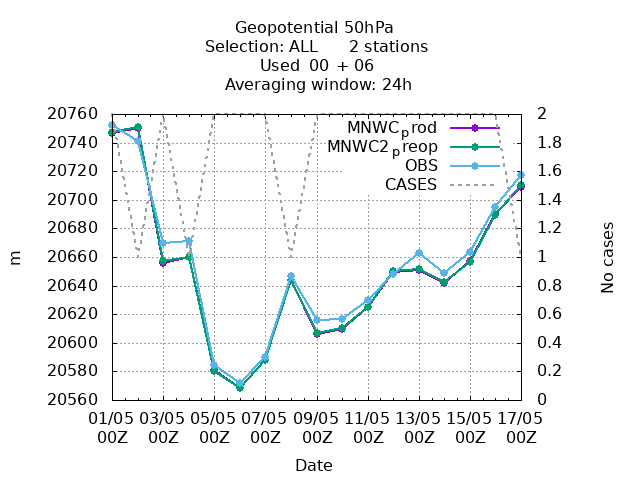 Geopotential 50hPa
Selection: ALL 2 stations
Used 00 + 06
Averaging window: 24h
20760
20740
20720
20700
20680
20660
20640
20620
20600
20580
20560
m
MNWCprod
MNWC2preop
OBS
CASES
2
1.8
1.6
1.4
1.2
1
0.8
0.6
0.4
0.2
0
No cases
01/05 03/05 05/05 07/05 09/05 11/05 13/05 15/05 17/05
00Z 00Z 00Z 00Z 00Z 00Z 00Z 00Z 00Z
Date